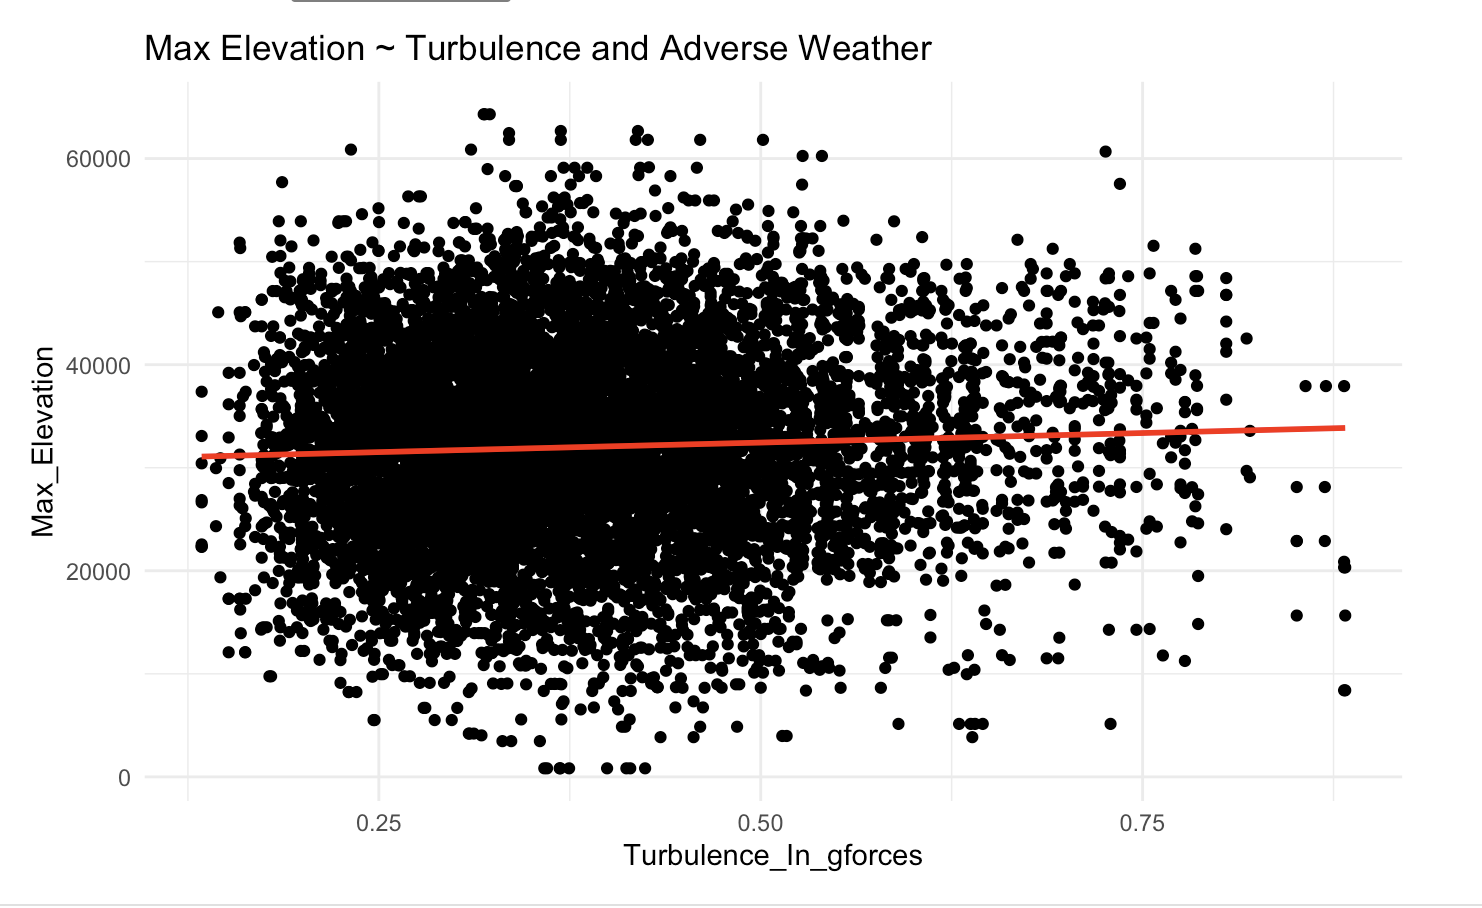 Max Elevation ~ Turbulence and Adverse Weather
Max_Elevation
60000
40000
20000
0
0.25 0.50 0.75
Turbulence_In_gforces